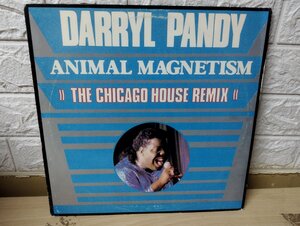 DARRYL PANDY
ANIMAL MAGNETISM
)) THE CHICAGO HOUSE REMIX ((